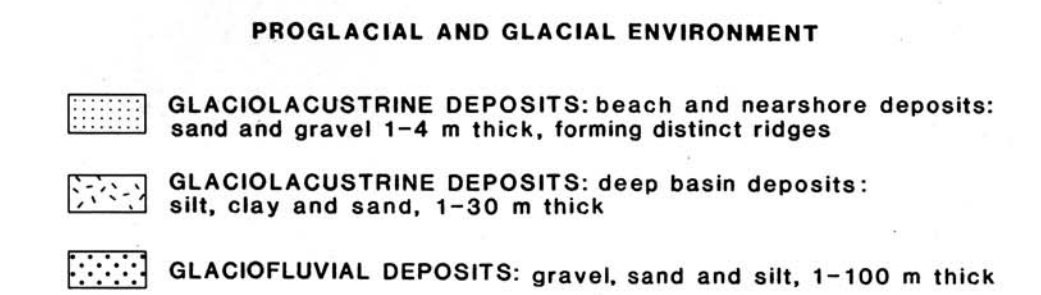 PROGLACIAL AND GLACIAL ENVIRONMENT
GLACIOLACUSTRINE DEPOSITS: beach and nearshore deposits:
sand and gravel 1-4 m thick, forming distinct ridges
GLACIOLACUSTRINE DEPOSITS: deep basin deposits:
silt, clay and sand, 1-30 m thick
GLACIOFLUVIAL DEPOSITS: gravel, sand and silt, 1-100 m thick